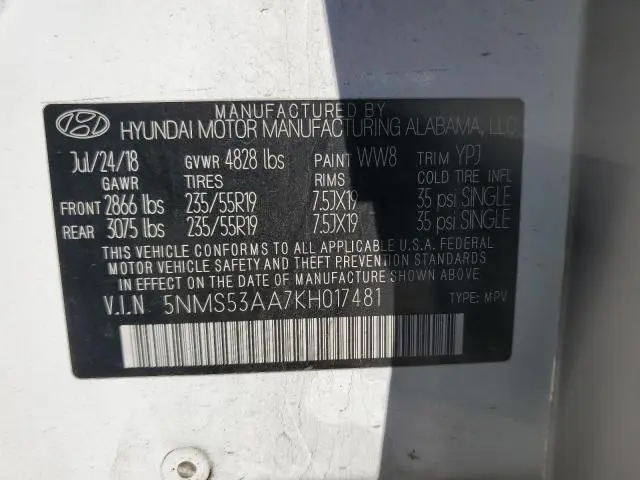 MANUFACTURED BY
HYUNDAI MOTOR MANUFACTURING ALABAMA, LLC
Jul/24/18 GVWR 4828 lbs PAINT WW8 TRIM YPJ
GAWR TIRES RIMS COLD TIRE INFL
FRONT 2866 lbs 235/55R19 7.5JX19 35 psi SINGLE
REAR 3075 lbs 235/55R19 7.5JX19 35 psi SINGLE
THIS VEHICLE CONFORMS TO ALL APPLICABLE U.S.A. FEDERAL
MOTOR VEHICLE SAFETY AND THEFT PREVENTION STANDARDS
IN EFFECT ON THE DATE OF MANUFACTURE SHOWN ABOVE
V.I.N 5NMS53AA7KH017481 TYPE: MPV